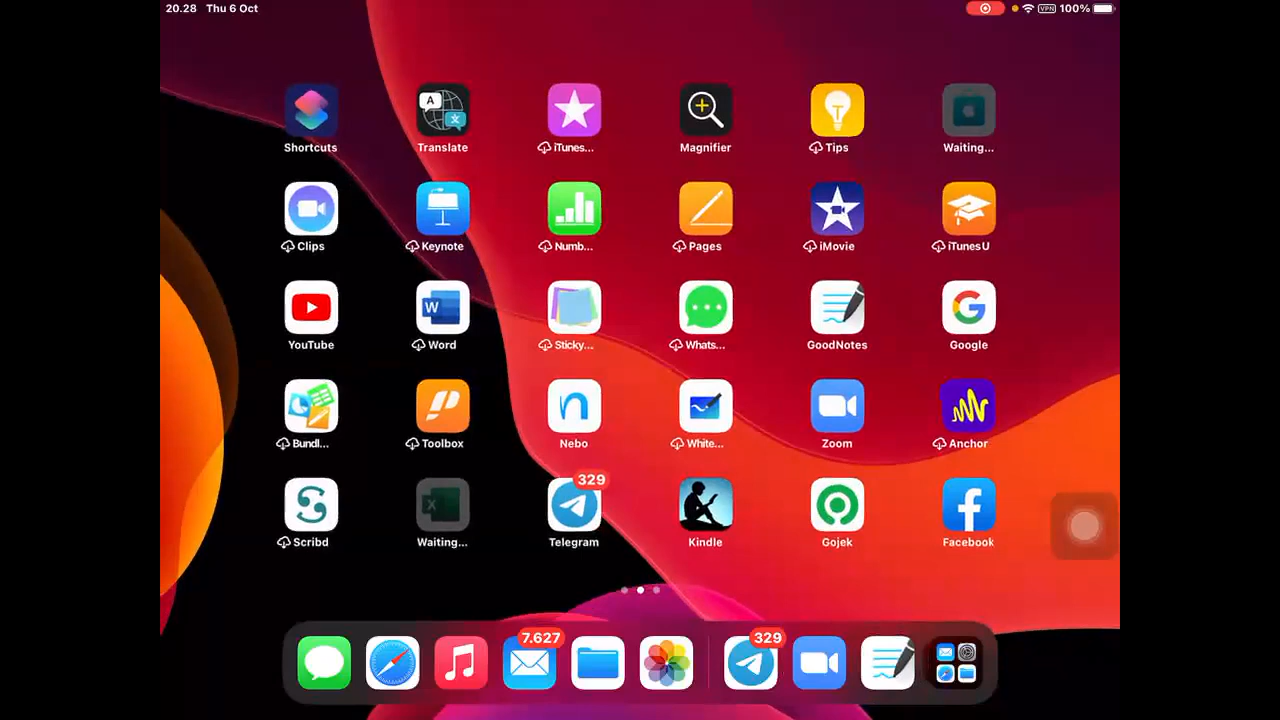 20.28 Thu 6 Oct VPN 100%
Shortcuts Translate iTunes... Magnifier Tips Waiting...
Clips Keynote Numb... Pages iMovie iTunes U
YouTube Word Sticky... Whats... GoodNotes Google
Bundl... Toolbox Nebo White... Zoom Anchor
329
Scribd Waiting... Telegram Kindle Gojek Facebook
7.627 329